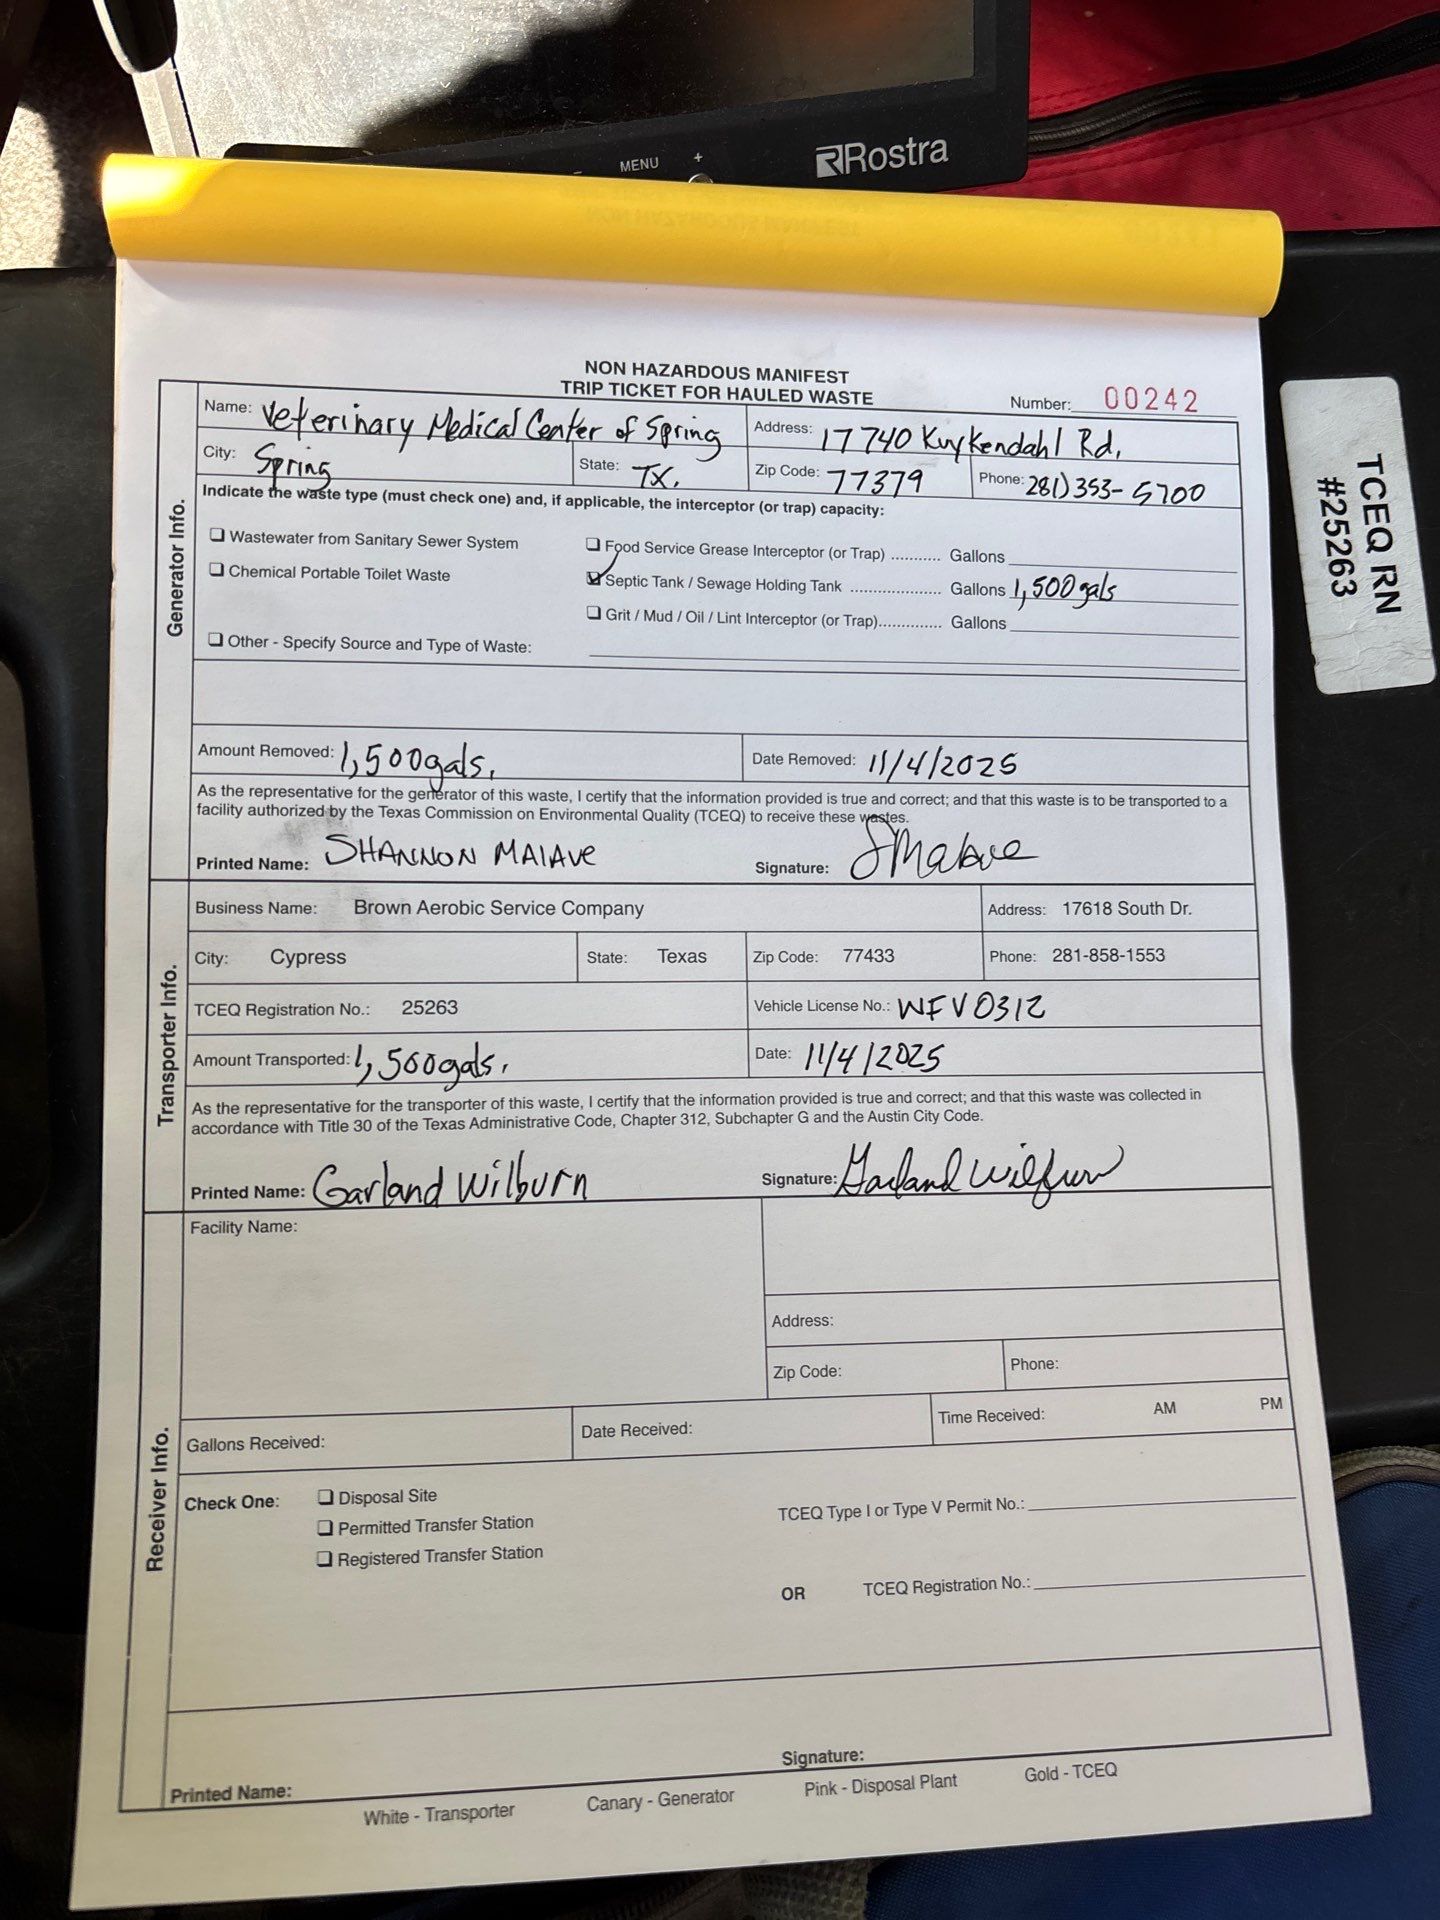 MENU +
Rostra
TCEQ RN
#25263
NON HAZARDOUS MANIFEST
TRIP TICKET FOR HAULED WASTE
Number: 00242
Generator Info.
Name: Veterinary Medical Center of Spring
Address: 17740 Kuykendahl Rd.
City: Spring
State: TX.
Zip Code: 77379
Phone: 281) 353-5700
Indicate the waste type (must check one) and, if applicable, the interceptor (or trap) capacity:
Wastewater from Sanitary Sewer System
Food Service Grease Interceptor (or Trap) ........... Gallons
Chemical Portable Toilet Waste
Septic Tank / Sewage Holding Tank .................... Gallons 1,500gals
Grit / Mud / Oil / Lint Interceptor (or Trap).............. Gallons
Other - Specify Source and Type of Waste:
Amount Removed: 1,500gals.
Date Removed: 11/4/2025
As the representative for the generator of this waste, I certify that the information provided is true and correct; and that this waste is to be transported to a
facility authorized by the Texas Commission on Environmental Quality (TCEQ) to receive these wastes.
Printed Name: SHANNON MALAVE
Signature: SMalave
Transporter Info.
Business Name: Brown Aerobic Service Company
Address: 17618 South Dr.
City: Cypress
State: Texas
Zip Code: 77433
Phone: 281-858-1553
TCEQ Registration No.: 25263
Vehicle License No.: WFV0312
Amount Transported: 1,500gals.
Date: 11/4/2025
As the representative for the transporter of this waste, I certify that the information provided is true and correct; and that this waste was collected in
accordance with Title 30 of the Texas Administrative Code, Chapter 312, Subchapter G and the Austin City Code.
Printed Name: Garland Wilburn
Signature: Garland Wilburn
Receiver Info.
Facility Name:
Address:
Zip Code:
Phone:
Gallons Received:
Date Received:
Time Received: AM PM
Check One:
Disposal Site
Permitted Transfer Station
Registered Transfer Station
TCEQ Type I or Type V Permit No.:
OR TCEQ Registration No.:
Printed Name:
Signature:
White - Transporter Canary - Generator Pink - Disposal Plant Gold - TCEQ